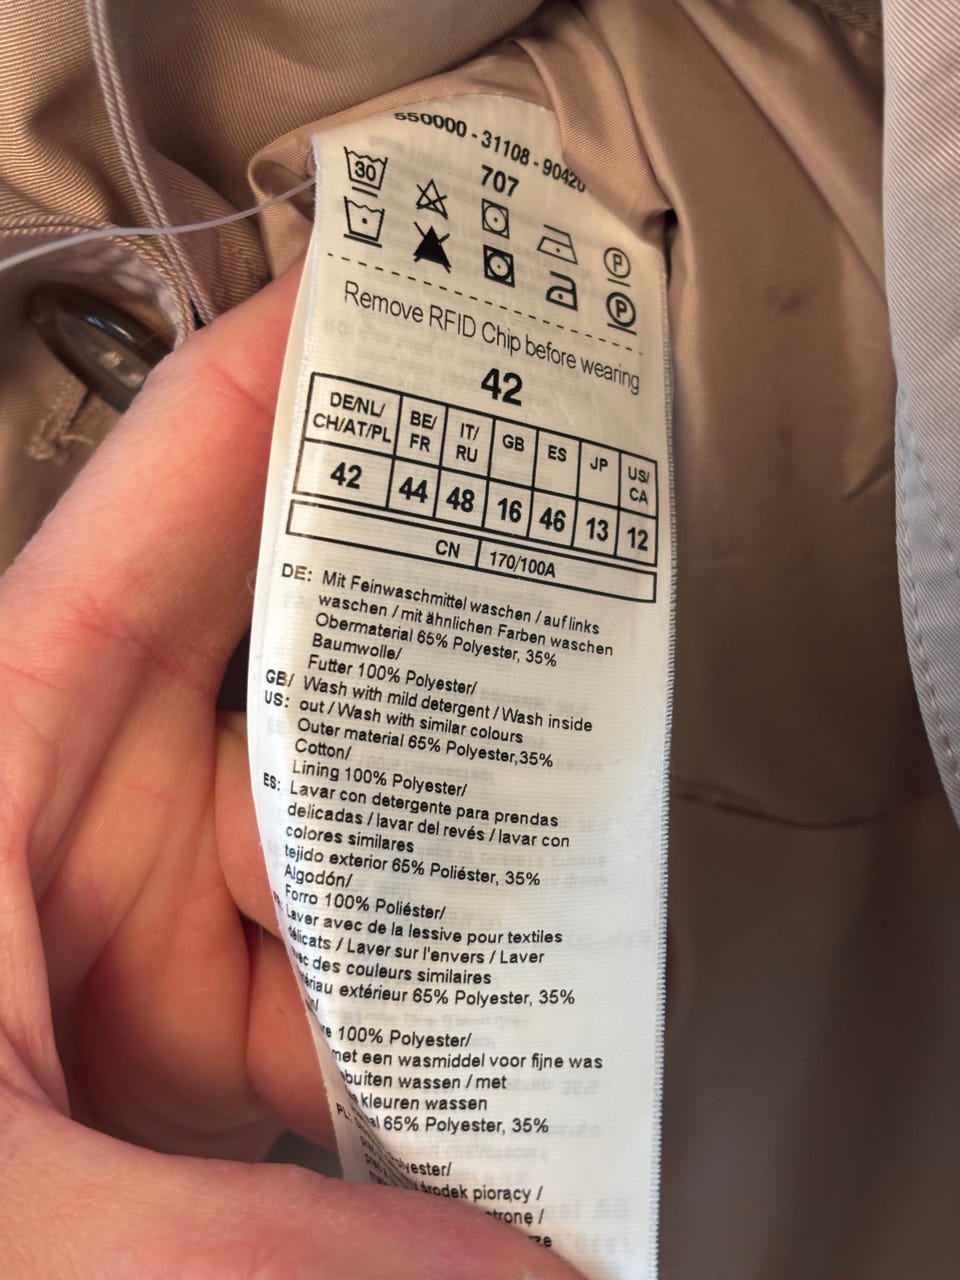 550000 - 31108 - 90420
707
30
P
P
Remove RFID Chip before wearing
42
DE/NL/ CH/AT/PL BE/ FR IT/ RU GB ES JP US/ CA
42 44 48 16 46 13 12
CN 170/100A
DE: Mit Feinwaschmittel waschen / auf links
waschen / mit ähnlichen Farben waschen
Obermaterial 65% Polyester, 35%
Baumwolle/
Futter 100% Polyester/
GB/ Wash with mild detergent / Wash inside
US: out / Wash with similar colours
Outer material 65% Polyester,35%
Cotton/
Lining 100% Polyester/
ES: Lavar con detergente para prendas
delicadas / lavar del revés / lavar con
colores similares
tejido exterior 65% Poliéster, 35%
Algodón/
Forro 100% Poliéster/
Laver avec de la lessive pour textiles
délicats / Laver sur l'envers / Laver
avec des couleurs similaires
extérieur 65% Polyester, 35%
100% Polyester/
met een wasmiddel voor fijne was
wassen / met
kleuren wassen
65% Polyester, 35%
PL:
środek piorący /